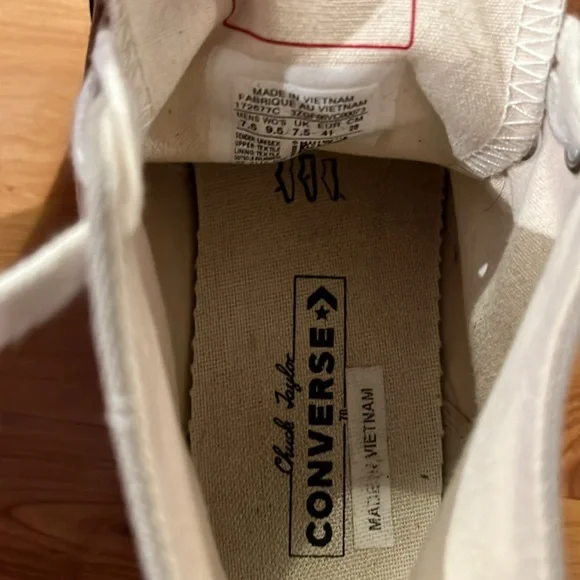 MADE IN VIETNAM
FABRIQUE AU VIETNAM
172677C
MENS WO'S UK EUR CM
7.5 9.5 7.5 41 26
Chuck Taylor
CONVERSE
MADE IN VIETNAM